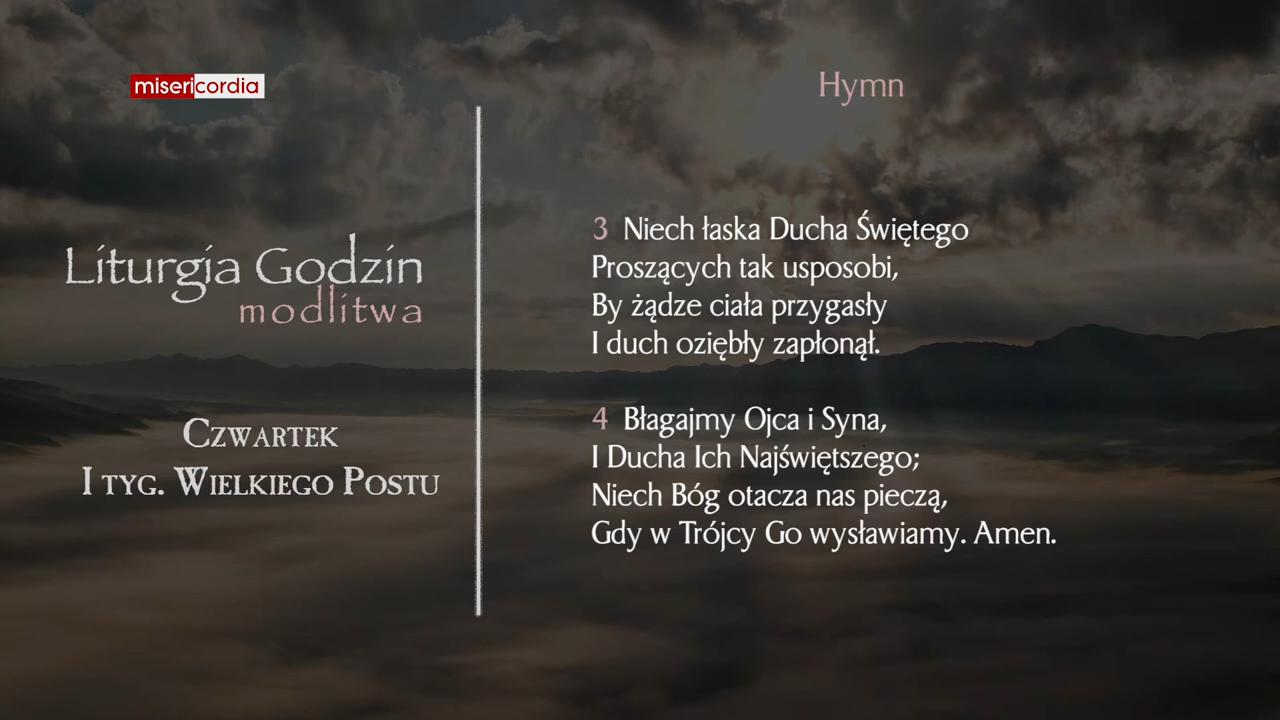 misericordia
Liturgia Godzin
modlitwa
Czwartek
I tyg. Wielkiego Postu
Hymn
3 Niech łaska Ducha Świętego
Proszących tak usposobi,
By żądze ciała przygasły
I duch oziębły zapłonął.
4 Błagajmy Ojca i Syna,
I Ducha Ich Najświętszego;
Niech Bóg otacza nas pieczą,
Gdy w Trójcy Go wysławiamy. Amen.